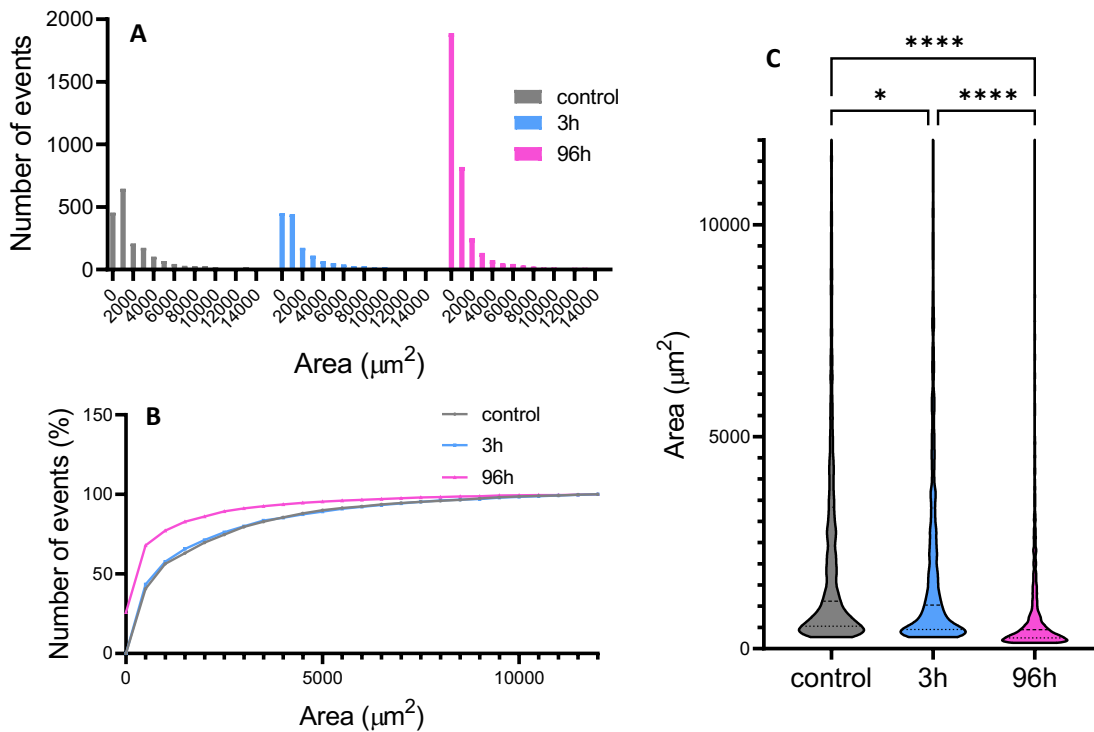 A
Number of events
2000
1500
1000
500
0
control
3h
96h
0 2000 4000 6000 8000 10000 12000 14000 0 2000 4000 6000 8000 10000 12000 14000 0 2000 4000 6000 8000 10000 12000 14000
Area (μm²)
B
Number of events (%)
150
100
50
0
control
3h
96h
0 5000 10000
Area (μm²)
C
****
* ****
Area (μm²)
10000
5000
0
control 3h 96h